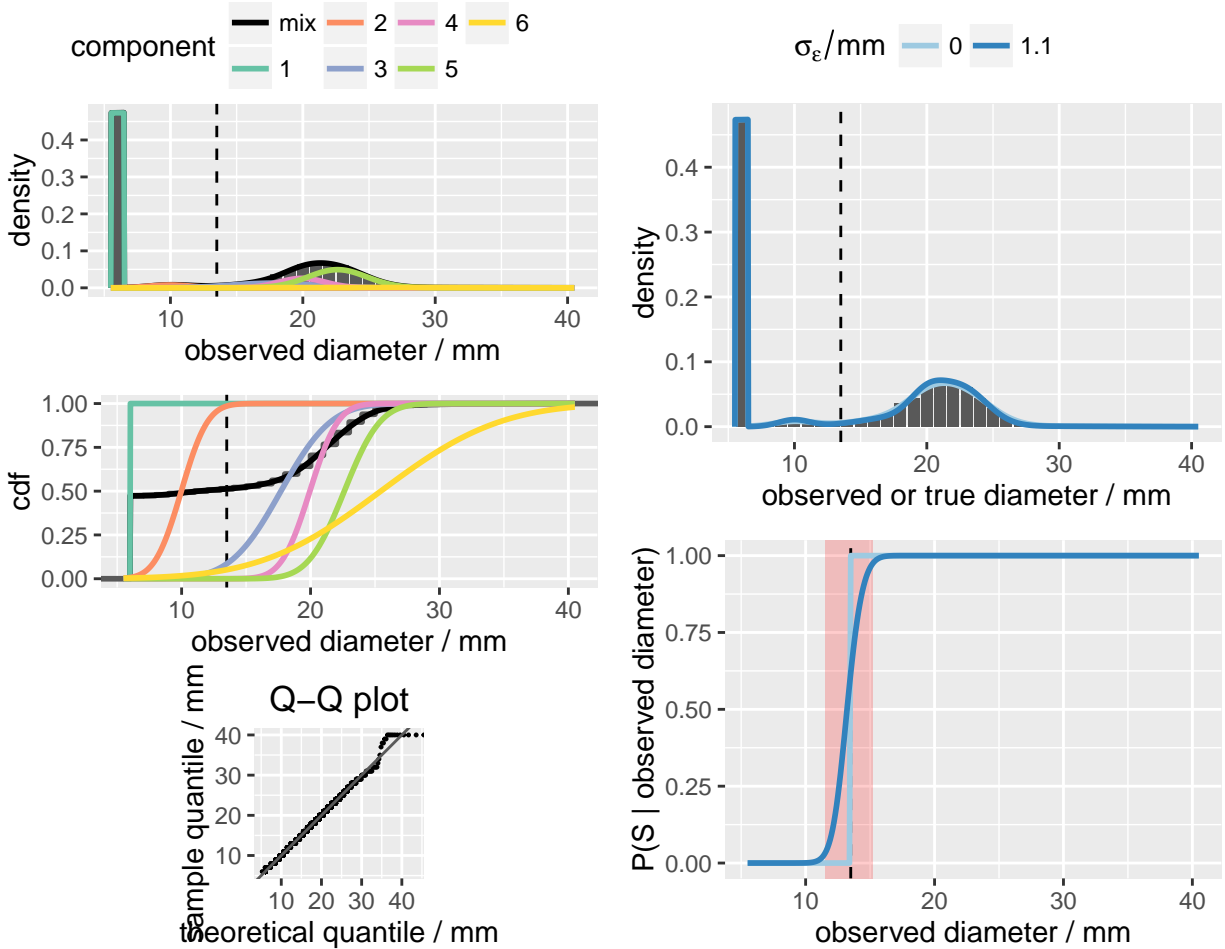 component
mix 2 4 6
1 3 5
0.4
0.3
0.2
0.1
0.0
density
10 20 30 40
observed diameter / mm
1.00
0.75
0.50
0.25
0.00
cdf
10 20 30 40
observed diameter / mm
Q−Q plot
40
30
20
10
Sample quantile / mm
10 20 30 40
theoretical quantile / mm
σε/mm 0 1.1
0.4
0.3
0.2
0.1
0.0
density
10 20 30 40
observed or true diameter / mm
1.00
0.75
0.50
0.25
0.00
P(S | observed diameter)
10 20 30 40
observed diameter / mm